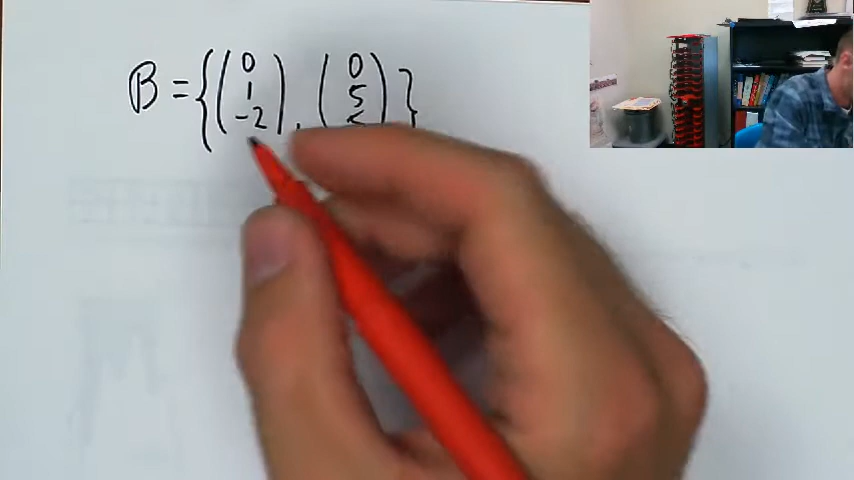 B = { ( 0 1 -2 ), ( 0 5 ) }